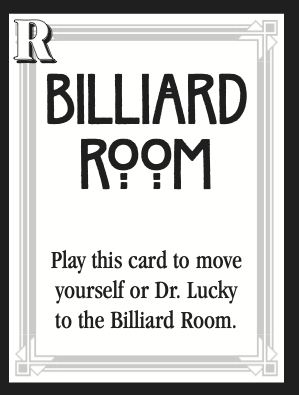 R
BILLIARD
ROOM
Play this card to move
yourself or Dr. Lucky
to the Billiard Room.